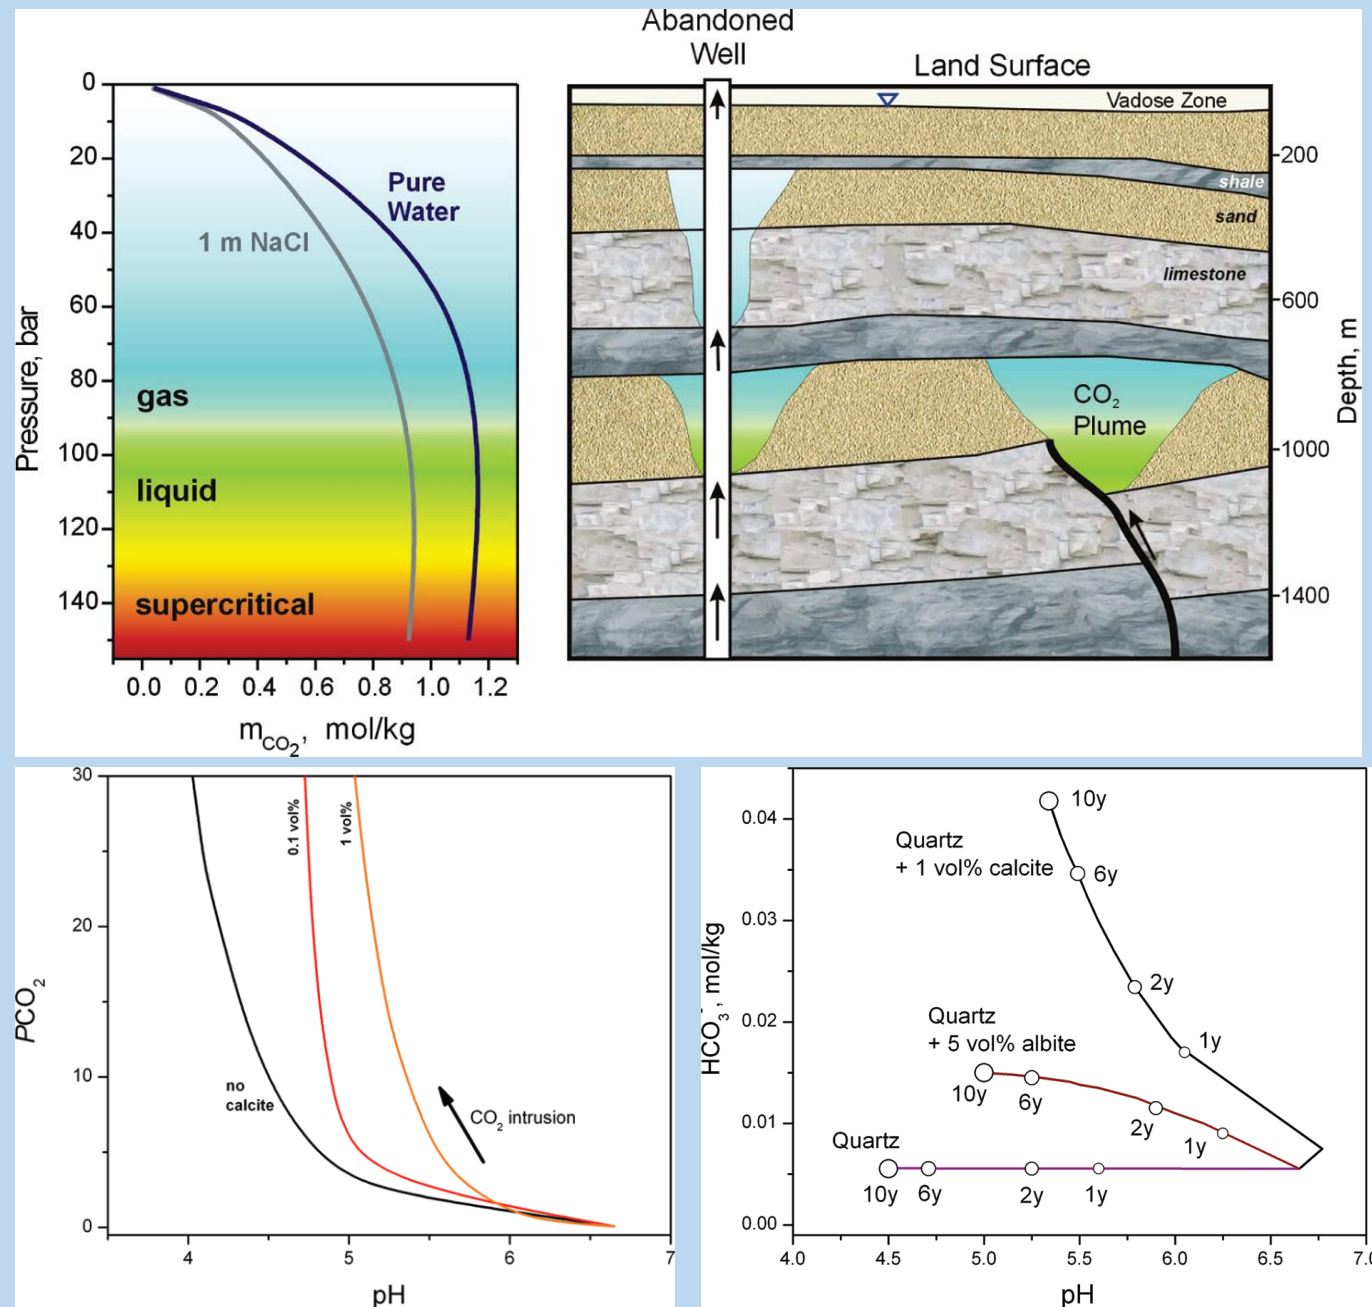 Abandoned
Well
Land Surface
Vadose Zone
shale
sand
limestone
CO₂
Plume
200
600
1000
1400
Depth, m
0
20
40
60
80
100
120
140
Pressure, bar
Pure
Water
1 m NaCl
gas
liquid
supercritical
0.0 0.2 0.4 0.6 0.8 1.0 1.2
mCO₂, mol/kg
30
20
10
0
PCO₂
0.1 vol%
1 vol%
no
calcite
CO₂ intrusion
4 5 6 7
pH
0.04
0.03
0.02
0.01
0.00
HCO₃⁻, mol/kg
10y
Quartz
+ 1 vol% calcite
6y
2y
1y
Quartz
+ 5 vol% albite
10y
6y
2y
1y
Quartz
10y 6y 2y 1y
4.0 4.5 5.0 5.5 6.0 6.5 7.0
pH